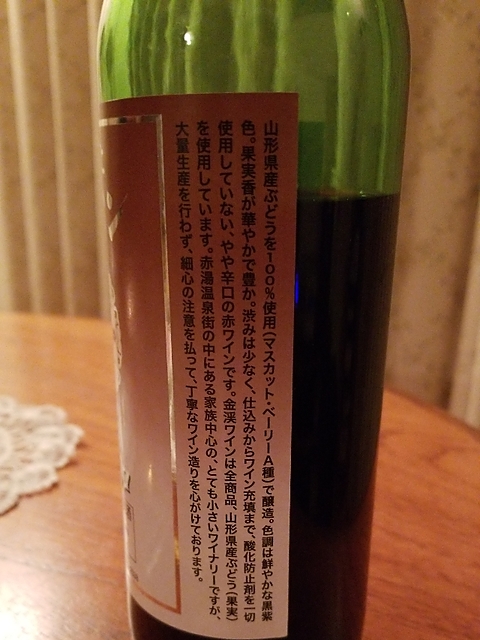 山形県産ぶどうを100%使用(マスカット・ベーリーA種)で醸造。色調は鮮やかな黒紫
色。果実香が華やかで豊か。渋みは少なく、仕込みからワイン充填まで、酸化防止剤を一切
使用していない、やや辛口の赤ワインです。金渓ワインは全商品、山形県産ぶどう(果実)
を使用しています。赤湯温泉街の中にある家族中心の、とても小さいワイナリーですが、
大量生産を行わず、細心の注意を払って、丁寧なワイン造りを心がけております。